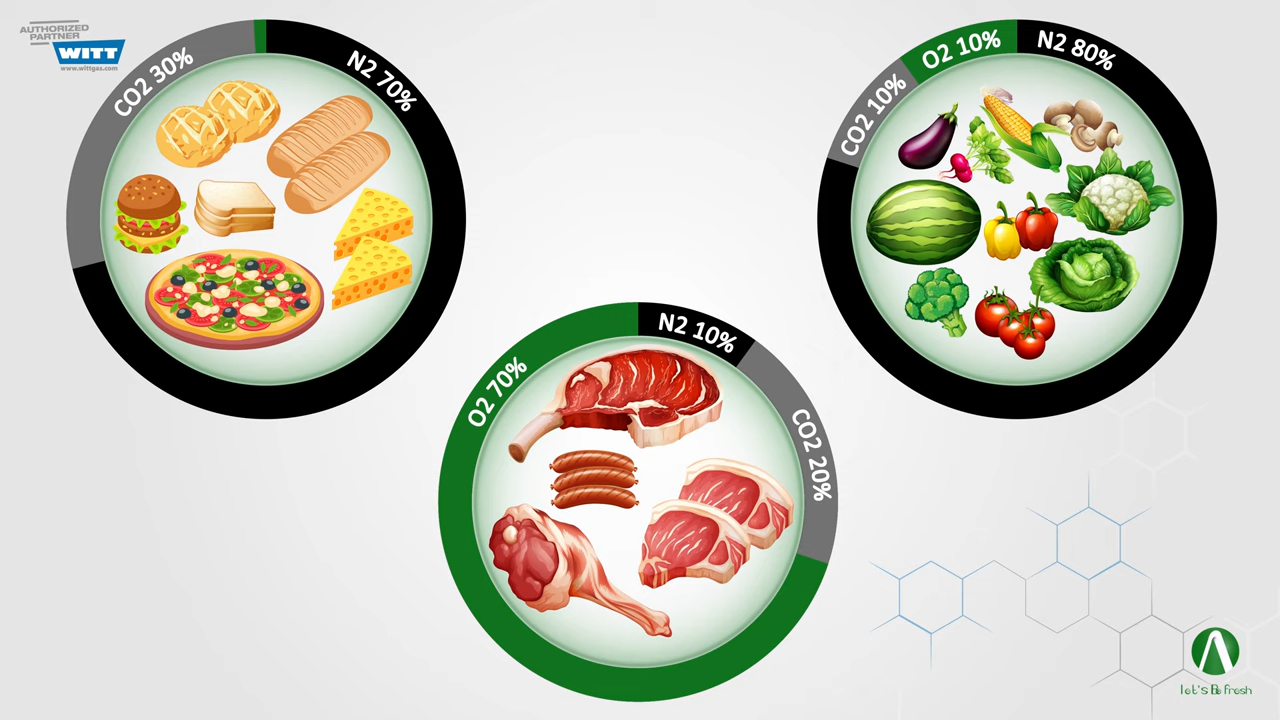 AUTHORIZED
PARTNER
WITT
www.wittgas.com
CO2 30%
N2 70%
CO2 10%
O2 10%
N2 80%
O2 70%
N2 10%
CO2 20%
let's Be fresh